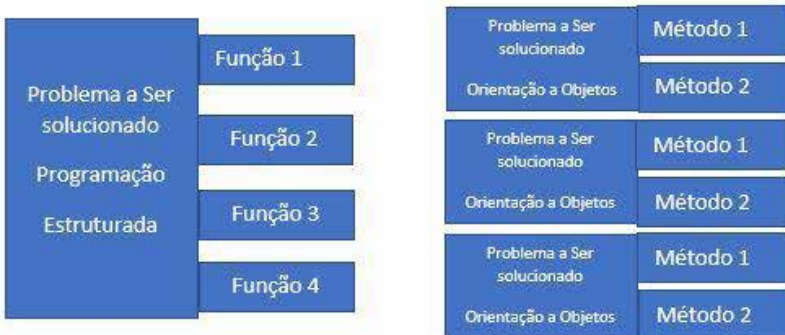 Problema a Ser
solucionado
Programação
Estruturada
Função 1
Função 2
Função 3
Função 4
Problema a Ser
solucionado
Orientação a Objetos
Método 1
Método 2
Problema a Ser
solucionado
Orientação a Objetos
Método 1
Método 2
Problema a Ser
solucionado
Orientação a Objetos
Método 1
Método 2